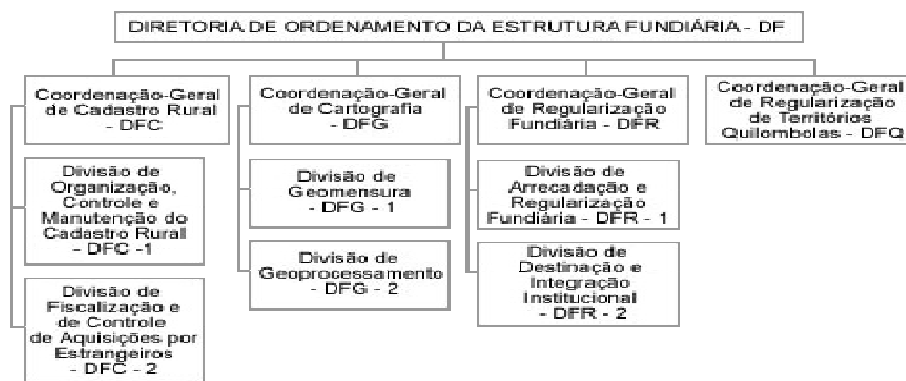 DIRETORIA DE ORDENAMENTO DA ESTRUTURA FUNDIÁRIA - DF
Coordenação-Geral
de Cadastro Rural
- DFC
Divisão de
Organização,
Controle e
Manutenção do
Cadastro Rural
- DFC -1
Divisão de
Fiscalização e
de Controle
de Aquisições por
Estrangeiros
- DFC - 2
Coordenação-Geral
de Cartografia
- DFG
Divisão de
Geomensura
- DFG - 1
Divisão de
Geoprocessamento
- DFG - 2
Coordenação-Geral
de Regularização
Fundiária - DFR
Divisão de
Arrecadação e
Regularização
Fundiária - DFR - 1
Divisão de
Destinação e
Integração
Institucional
- DFR - 2
Coordenação-Geral
de Regularização
de Territórios
Quilombolas - DFQ